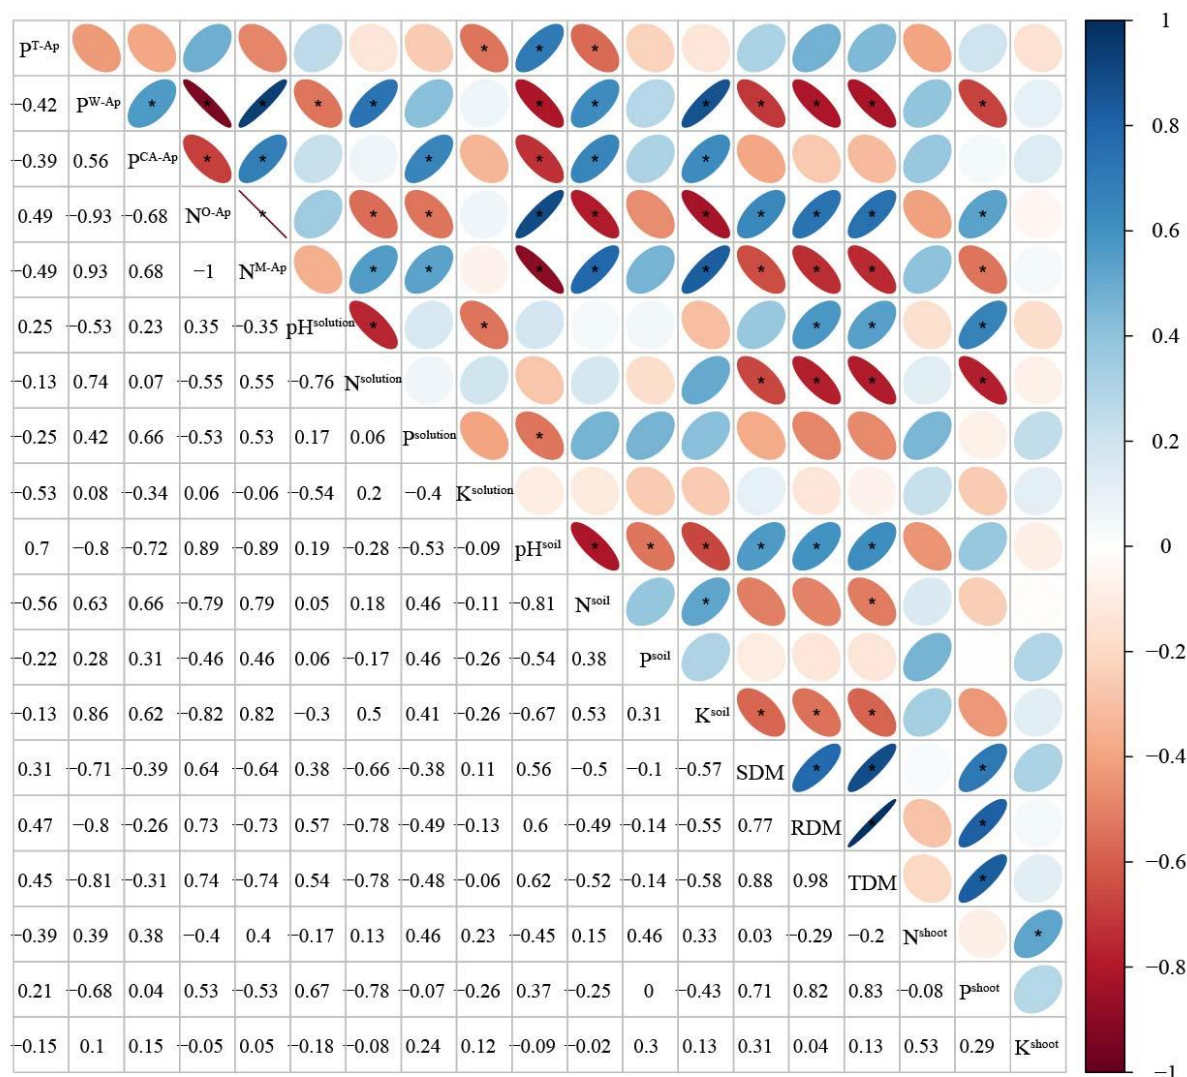 P^T-Ap * * * 1
−0.42 P^W-Ap * * * * * * * * * * * *
0.8
−0.39 0.56 P^CA-Ap * * * * * *
0.49 −0.93 −0.68 N^O-Ap * * * * * * * * * *
0.6
−0.49 0.93 0.68 −1 N^M-Ap * * * * * * * * *
0.25 −0.53 0.23 0.35 −0.35 pH^solution * * * * *
0.4
−0.13 0.74 0.07 −0.55 0.55 −0.76 N^solution * * * *
−0.25 0.42 0.66 −0.53 0.53 0.17 0.06 P^solution *
0.2
−0.53 0.08 −0.34 0.06 −0.06 −0.54 0.2 −0.4 K^solution
0.7 −0.8 −0.72 0.89 −0.89 0.19 −0.28 −0.53 −0.09 pH^soil * * * * * *
0
−0.56 0.63 0.66 −0.79 0.79 0.05 0.18 0.46 −0.11 −0.81 N^soil * *
−0.22 0.28 0.31 −0.46 0.46 0.06 −0.17 0.46 −0.26 −0.54 0.38 P^soil
−0.2
−0.13 0.86 0.62 −0.82 0.82 −0.3 0.5 0.41 −0.26 −0.67 0.53 0.31 K^soil * * *
−0.4
0.31 −0.71 −0.39 0.64 −0.64 0.38 −0.66 −0.38 0.11 0.56 −0.5 −0.1 −0.57 SDM * * *
0.47 −0.8 −0.26 0.73 −0.73 0.57 −0.78 −0.49 −0.13 0.6 −0.49 −0.14 −0.55 0.77 RDM * *
−0.6
0.45 −0.81 −0.31 0.74 −0.74 0.54 −0.78 −0.48 −0.06 0.62 −0.52 −0.14 −0.58 0.88 0.98 TDM *
−0.39 0.39 0.38 −0.4 0.4 −0.17 0.13 0.46 0.23 −0.45 0.15 0.46 0.33 0.03 −0.29 −0.2 N^shoot *
−0.8
0.21 −0.68 0.04 0.53 −0.53 0.67 −0.78 −0.07 −0.26 0.37 −0.25 0 −0.43 0.71 0.82 0.83 −0.08 P^shoot
−0.15 0.1 0.15 −0.05 0.05 −0.18 −0.08 0.24 0.12 −0.09 −0.02 0.3 0.13 0.31 0.04 0.13 0.53 0.29 K^shoot
−1